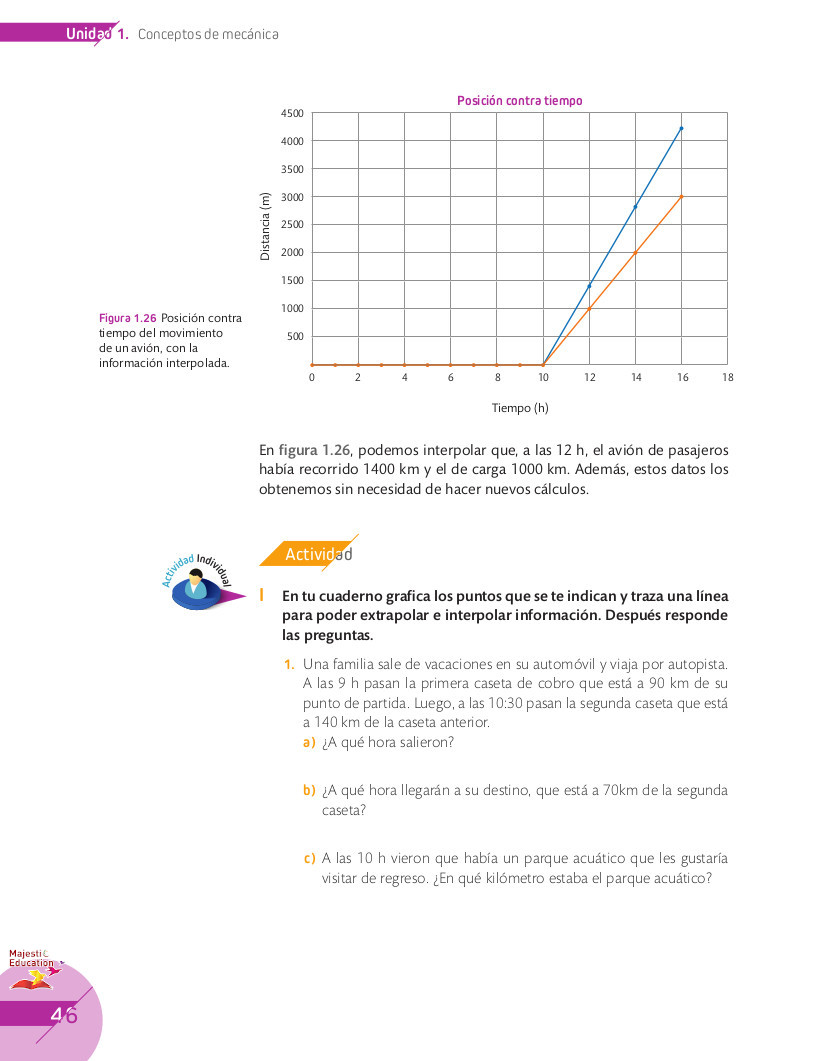 Unidad 1. Conceptos de mecánica
Posición contra tiempo
4500
4000
3500
3000
2500
2000
1500
1000
500
Distancia (m)
0 2 4 6 8 10 12 14 16 18
Tiempo (h)
Figura 1.26 Posición contra
tiempo del movimiento
de un avión, con la
información interpolada.
En figura 1.26, podemos interpolar que, a las 12 h, el avión de pasajeros
había recorrido 1400 km y el de carga 1000 km. Además, estos datos los
obtenemos sin necesidad de hacer nuevos cálculos.
Actividad
Actividad Individual
I En tu cuaderno grafica los puntos que se te indican y traza una línea
para poder extrapolar e interpolar información. Después responde
las preguntas.
1. Una familia sale de vacaciones en su automóvil y viaja por autopista.
A las 9 h pasan la primera caseta de cobro que está a 90 km de su
punto de partida. Luego, a las 10:30 pasan la segunda caseta que está
a 140 km de la caseta anterior.
a) ¿A qué hora salieron?
b) ¿A qué hora llegarán a su destino, que está a 70km de la segunda
caseta?
c) A las 10 h vieron que había un parque acuático que les gustaría
visitar de regreso. ¿En qué kilómetro estaba el parque acuático?
Majestic
Education
46